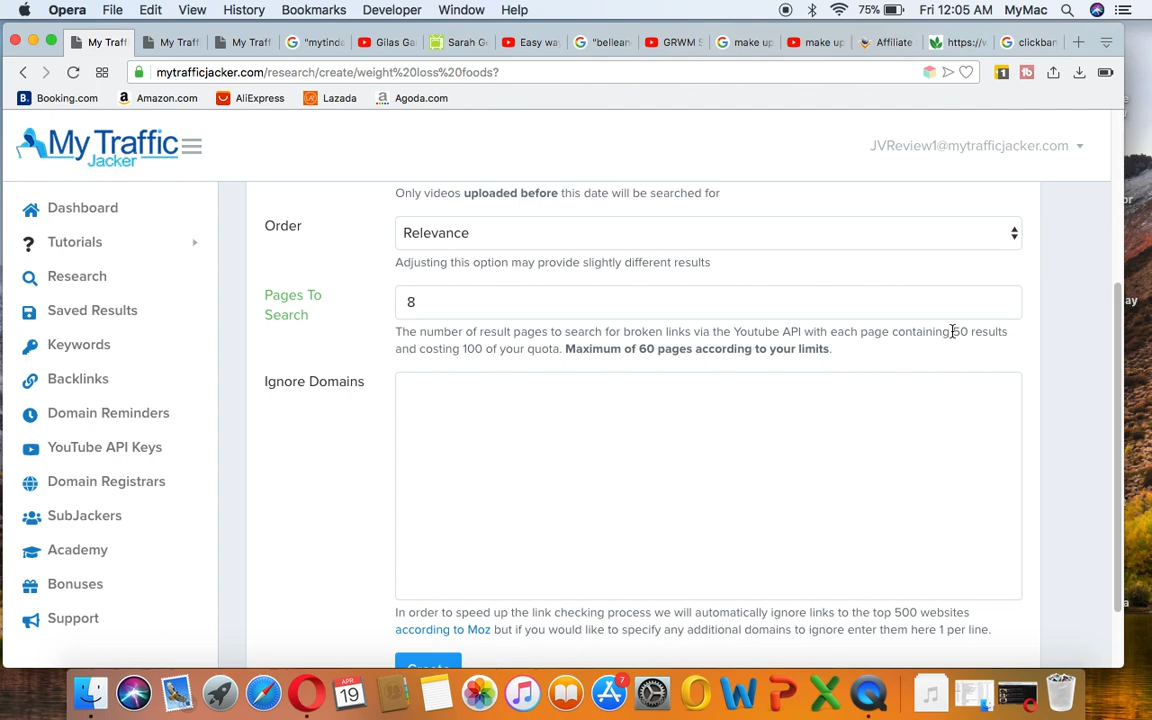 Opera File Edit View History Bookmarks Developer Window Help 75% Fri 12:05 AM MyMac
My Traff My Traff My Traff "mytinda Gilas Ga Sarah Ge Easy way "bellean GRWM S make up make up Affiliate https://v clickban
mytrafficjacker.com/research/create/weight%20loss%20foods?
Booking.com Amazon.com AliExpress Lazada Agoda.com
My Traffic
Jacker
JVReview1@mytrafficjacker.com
Dashboard
Tutorials
Research
Saved Results
Keywords
Backlinks
Domain Reminders
YouTube API Keys
Domain Registrars
SubJackers
Academy
Bonuses
Support
Only videos uploaded before this date will be searched for
Order
Relevance
Adjusting this option may provide slightly different results
Pages To
Search
8
The number of result pages to search for broken links via the Youtube API with each page containing 50 results
and costing 100 of your quota. Maximum of 60 pages according to your limits.
Ignore Domains
In order to speed up the link checking process we will automatically ignore links to the top 500 websites
according to Moz but if you would like to specify any additional domains to ignore enter them here 1 per line.
Create
APR
19
7